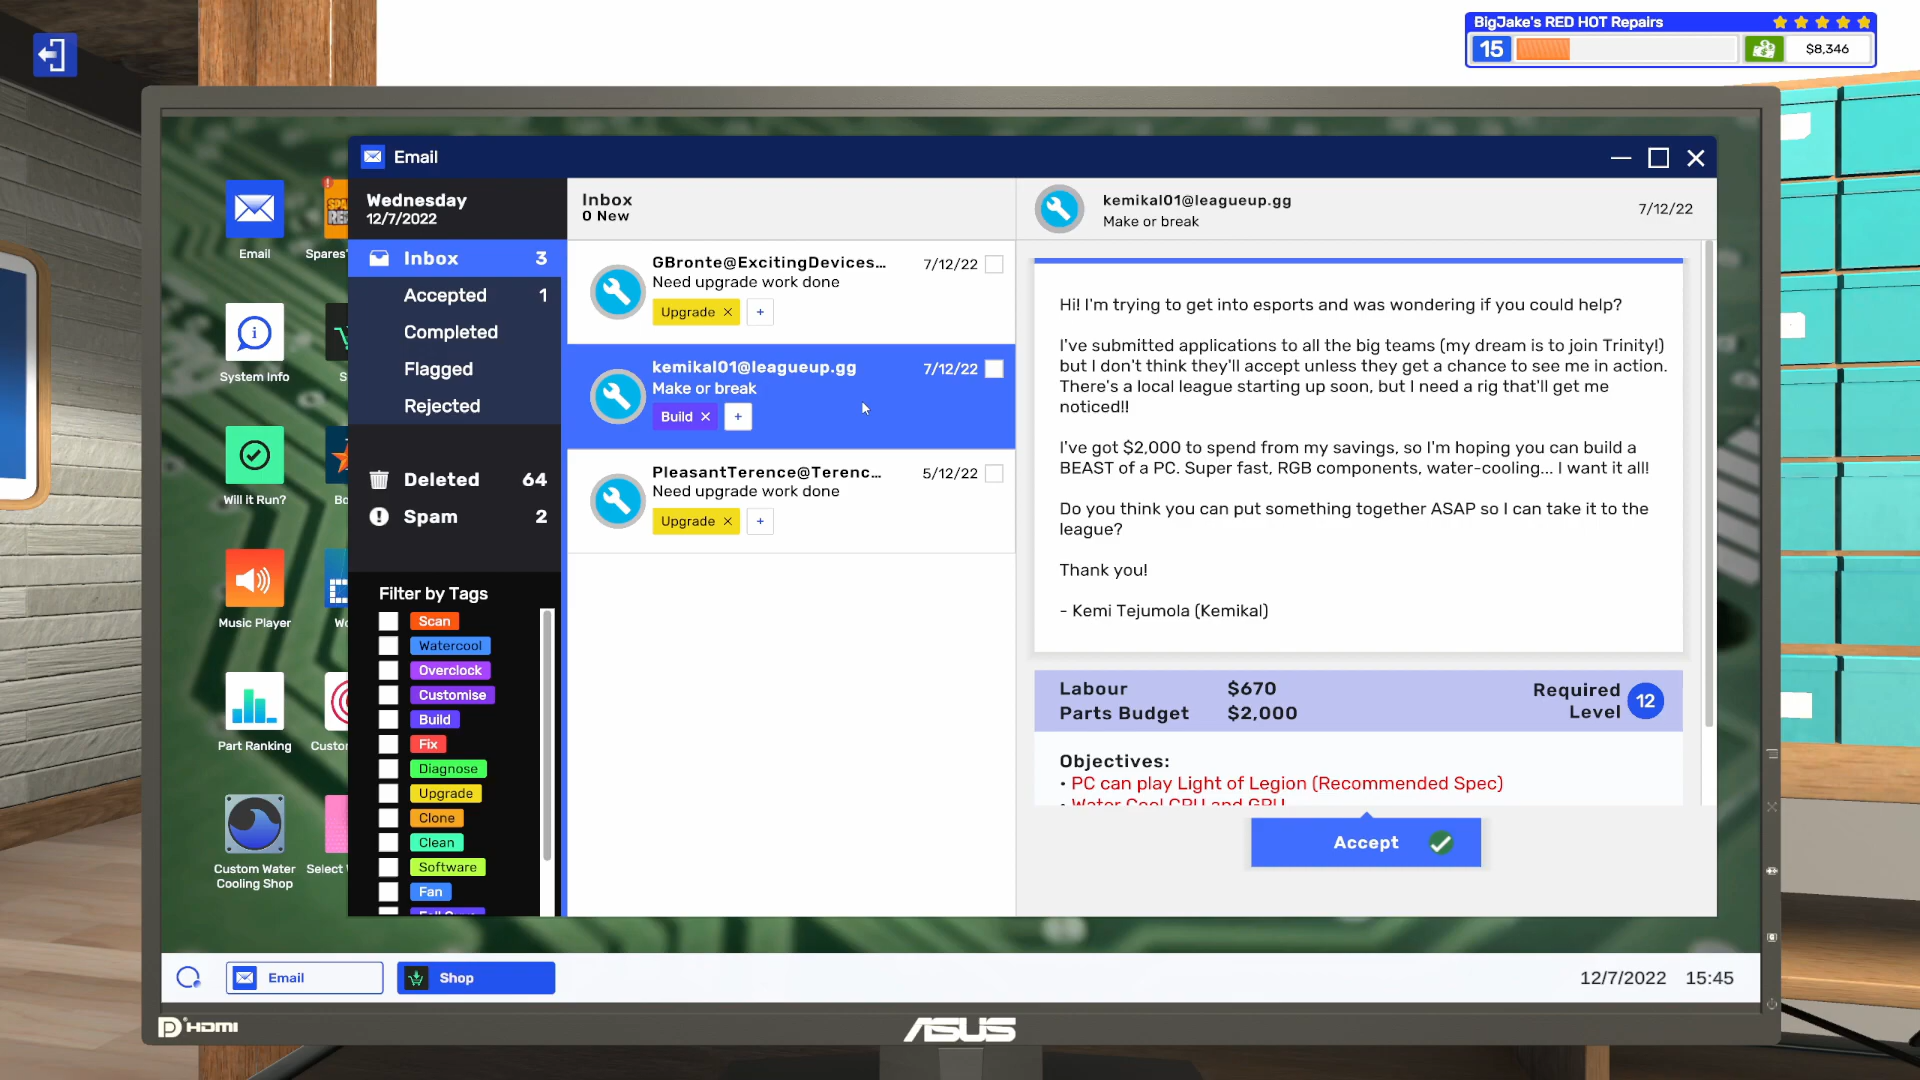 BigJake's RED HOT Repairs
15
$8,346
Email
Wednesday
12/7/2022
Inbox 3
Accepted 1
Completed
Flagged
Rejected
Deleted 64
Spam 2
Filter by Tags
Scan
Watercool
Overclock
Customise
Build
Fix
Diagnose
Upgrade
Clone
Clean
Software
Fan
Inbox
0 New
GBronte@ExcitingDevices... 7/12/22
Need upgrade work done
Upgrade × +
kemikal01@leagueup.gg 7/12/22
Make or break
Build × +
PleasantTerence@Terenc... 5/12/22
Need upgrade work done
Upgrade × +
kemikal01@leagueup.gg
Make or break
7/12/22
Hi! I'm trying to get into esports and was wondering if you could help?
I've submitted applications to all the big teams (my dream is to join Trinity!)
but I don't think they'll accept unless they get a chance to see me in action.
There's a local league starting up soon, but I need a rig that'll get me
noticed!!
I've got $2,000 to spend from my savings, so I'm hoping you can build a
BEAST of a PC. Super fast, RGB components, water-cooling... I want it all!
Do you think you can put something together ASAP so I can take it to the
league?
Thank you!
- Kemi Tejumola (Kemikal)
Labour $670
Parts Budget $2,000
Required
Level 12
Objectives:
• PC can play Light of Legion (Recommended Spec)
• Water Cool CPU and GPU
Accept
Email
Spares
System Info
Will it Run?
Music Player
Part Ranking
Custom Water
Cooling Shop
Select
Email
Shop
12/7/2022 15:45
HDMI
ASUS